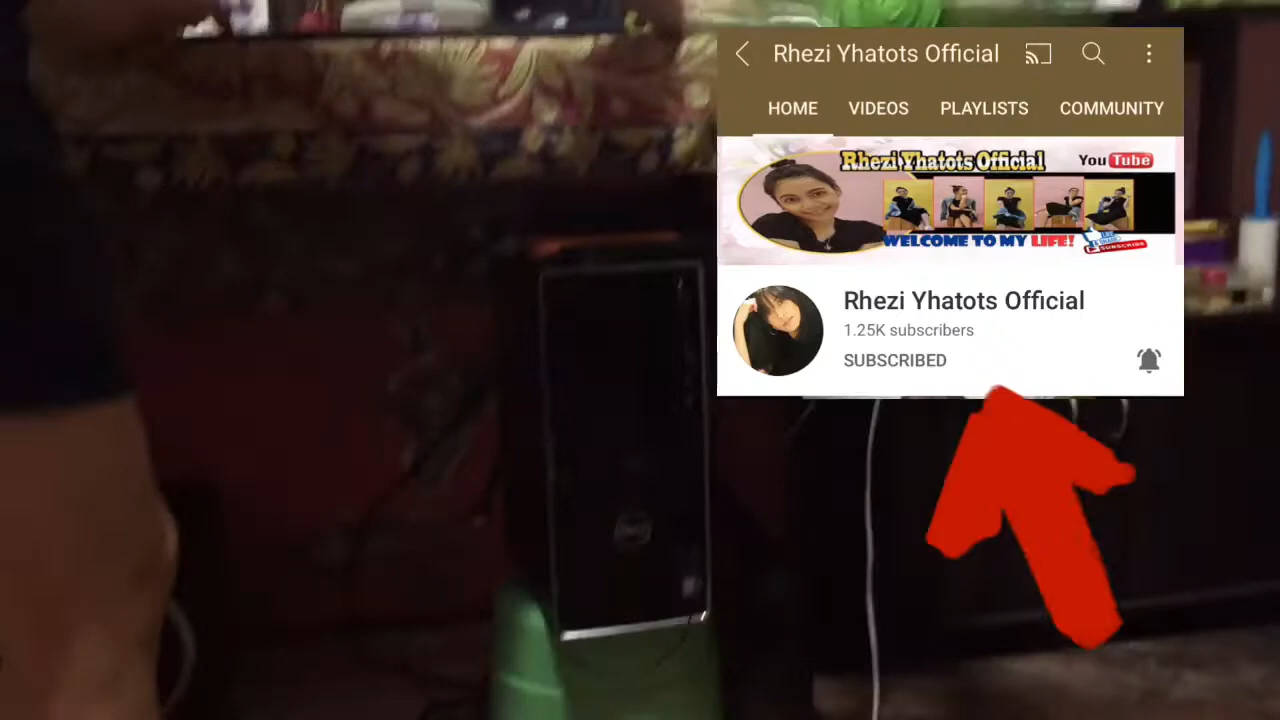 Rhezi Yhatots Official
HOME VIDEOS PLAYLISTS COMMUNITY
Rhezi Yhatots Official YouTube
WELCOME TO MY LIFE!
SUBSCRIBE
Rhezi Yhatots Official
1.25K subscribers
SUBSCRIBED